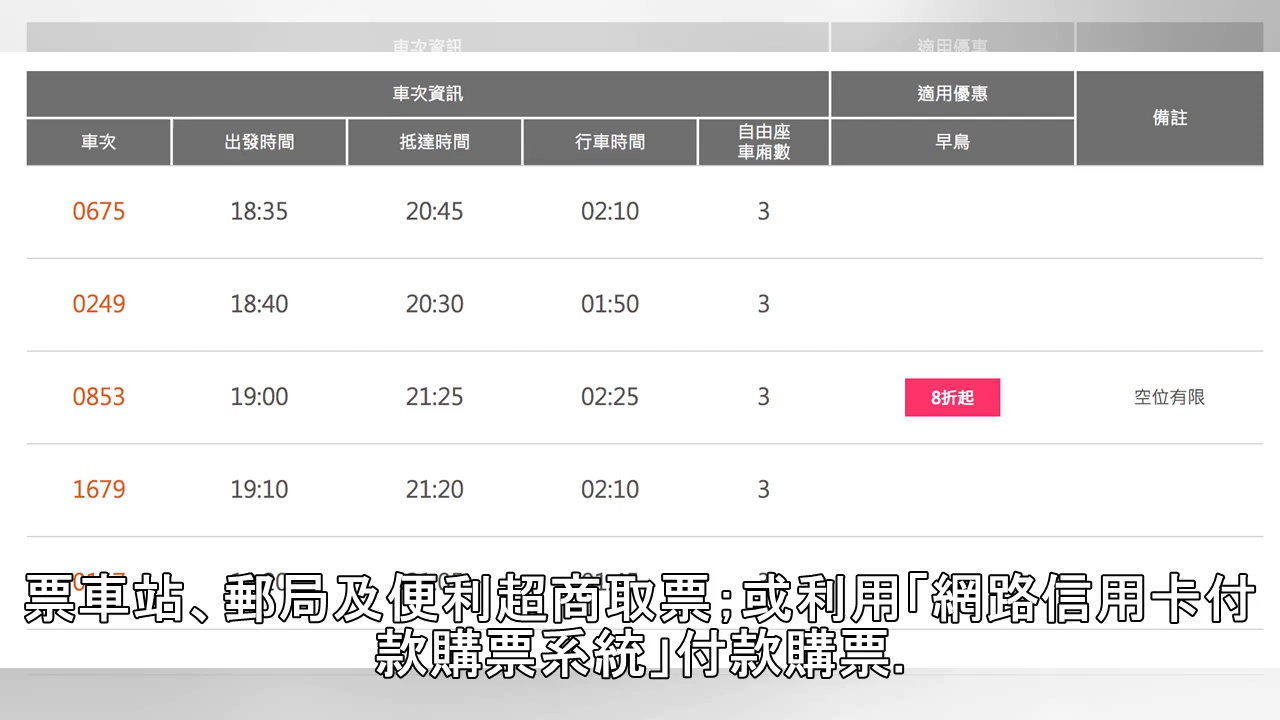 車次資訊 適用優惠
車次資訊 適用優惠 備註
車次 出發時間 抵達時間 行車時間 自由座車廂數 早鳥
0675 18:35 20:45 02:10 3
0249 18:40 20:30 01:50 3
0853 19:00 21:25 02:25 3 8折起 空位有限
1679 19:10 21:20 02:10 3
票車站、郵局及便利超商取票;或利用「網路信用卡付
款購票系統」付款購票.